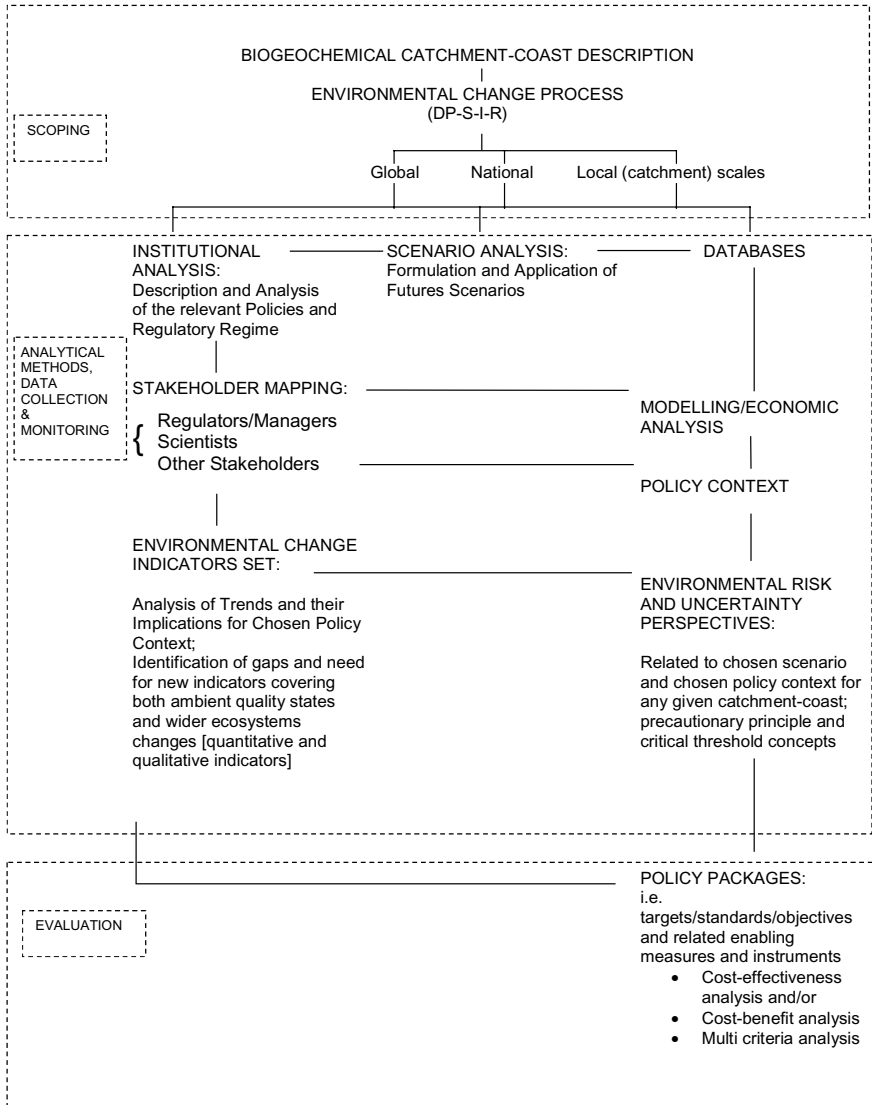 BIOGEOCHEMICAL CATCHMENT-COAST DESCRIPTION
ENVIRONMENTAL CHANGE PROCESS
(DP-S-I-R)
SCOPING
Global
National
Local (catchment) scales
INSTITUTIONAL
ANALYSIS:
Description and Analysis
of the relevant Policies and
Regulatory Regime
SCENARIO ANALYSIS:
Formulation and Application of
Futures Scenarios
DATABASES
ANALYTICAL
METHODS,
DATA
COLLECTION
&
MONITORING
STAKEHOLDER MAPPING:
{
Regulators/Managers
Scientists
Other Stakeholders
MODELLING/ECONOMIC
ANALYSIS
POLICY CONTEXT
ENVIRONMENTAL CHANGE
INDICATORS SET:
Analysis of Trends and their
Implications for Chosen Policy
Context;
Identification of gaps and need
for new indicators covering
both ambient quality states
and wider ecosystems
changes [quantitative and
qualitative indicators]
ENVIRONMENTAL RISK
AND UNCERTAINTY
PERSPECTIVES:
Related to chosen scenario
and chosen policy context for
any given catchment-coast;
precautionary principle and
critical threshold concepts
EVALUATION
POLICY PACKAGES:
i.e.
targets/standards/objectives
and related enabling
measures and instruments
• Cost-effectiveness
analysis and/or
• Cost-benefit analysis
• Multi criteria analysis